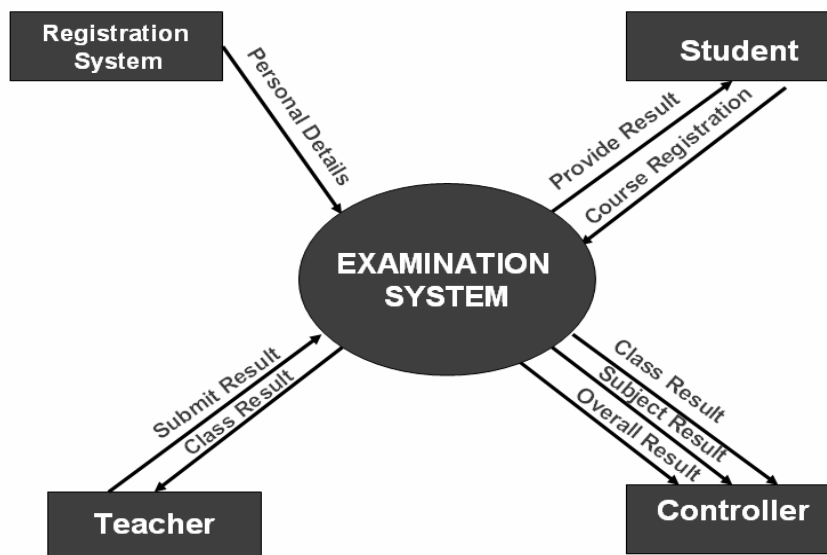 Registration
System
Student
Personal Details
Provide Result
Course Registration
EXAMINATION
SYSTEM
Submit Result
Class Result
Class Result
Subject Result
Overall Result
Teacher
Controller